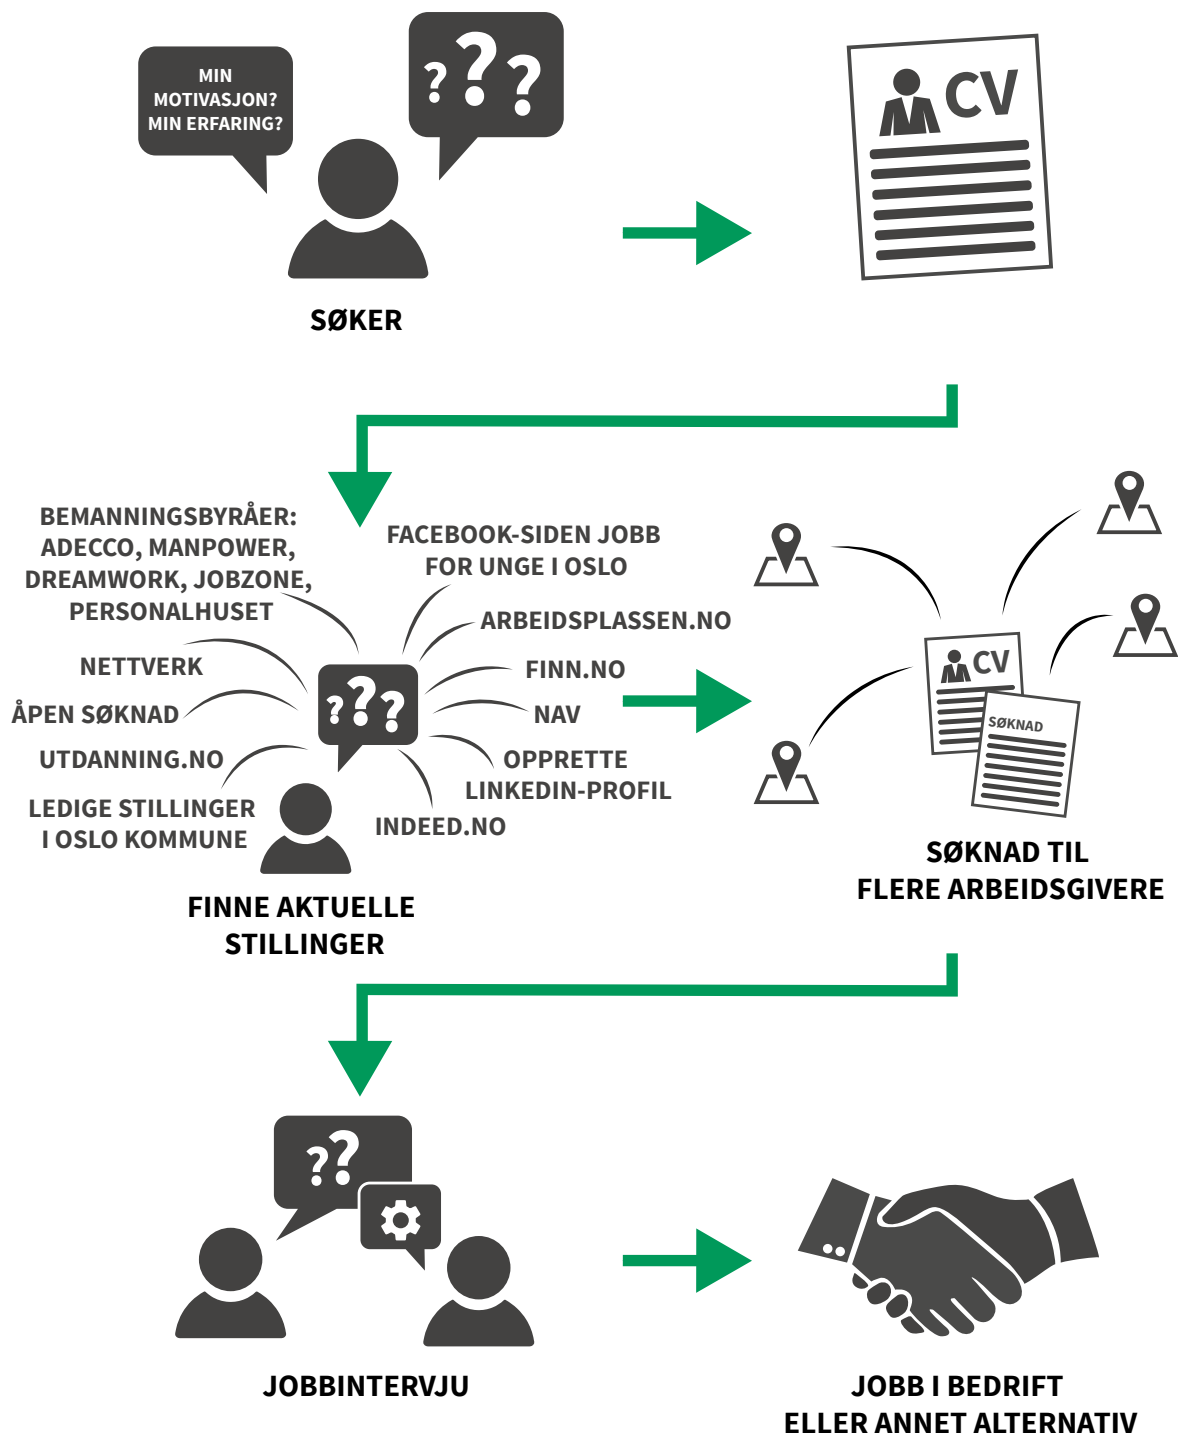 MIN
MOTIVASJON?
MIN ERFARING?
? ? ?
CV
SØKER
BEMANNINGSBYRÅER:
ADECCO, MANPOWER,
DREAMWORK, JOBZONE,
PERSONALHUSET
FACEBOOK-SIDEN JOBB
FOR UNGE I OSLO
ARBEIDSPLASSEN.NO
NETTVERK
FINN.NO
ÅPEN SØKNAD
NAV
UTDANNING.NO
OPPRETTE
LINKEDIN-PROFIL
LEDIGE STILLINGER
I OSLO KOMMUNE
INDEED.NO
? ? ?
FINNE AKTUELLE
STILLINGER
CV
SØKNAD
SØKNAD TIL
FLERE ARBEIDSGIVERE
? ?
JOBBINTERVJU
JOBB I BEDRIFT
ELLER ANNET ALTERNATIV